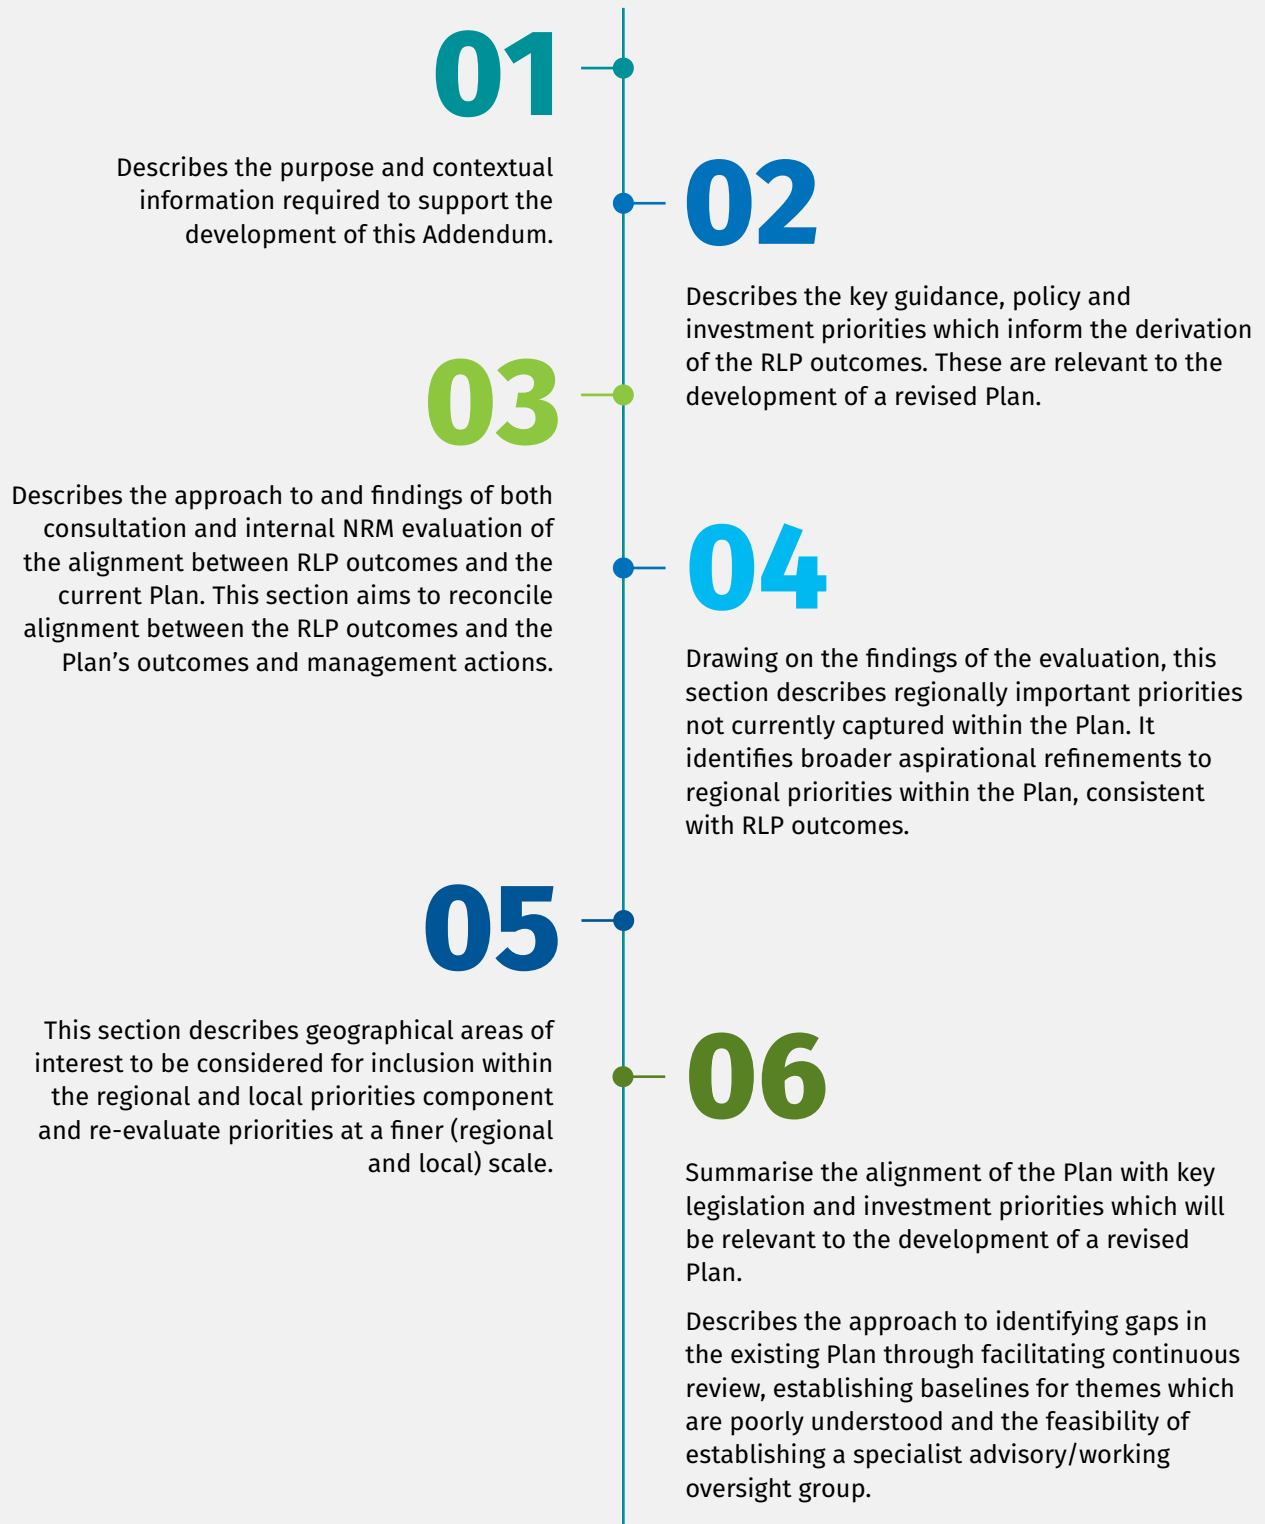 01
Describes the purpose and contextual
information required to support the
development of this Addendum.
02
Describes the key guidance, policy and
investment priorities which inform the derivation
of the RLP outcomes. These are relevant to the
development of a revised Plan.
03
Describes the approach to and findings of both
consultation and internal NRM evaluation of
the alignment between RLP outcomes and the
current Plan. This section aims to reconcile
alignment between the RLP outcomes and the
Plan’s outcomes and management actions.
04
Drawing on the findings of the evaluation, this
section describes regionally important priorities
not currently captured within the Plan. It
identifies broader aspirational refinements to
regional priorities within the Plan, consistent
with RLP outcomes.
05
This section describes geographical areas of
interest to be considered for inclusion within
the regional and local priorities component
and re-evaluate priorities at a finer (regional
and local) scale.
06
Summarise the alignment of the Plan with key
legislation and investment priorities which will
be relevant to the development of a revised
Plan.
Describes the approach to identifying gaps in
the existing Plan through facilitating continuous
review, establishing baselines for themes which
are poorly understood and the feasibility of
establishing a specialist advisory/working
oversight group.